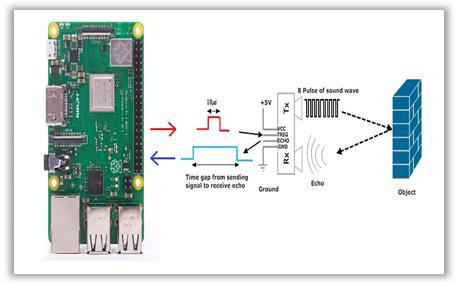 10µs
+5V
8 Pulse of sound wave
Tx
VCC
TRIG
ECHO
GND
Rx
Time gap from sending
signal to receive echo
Ground
Echo
Object